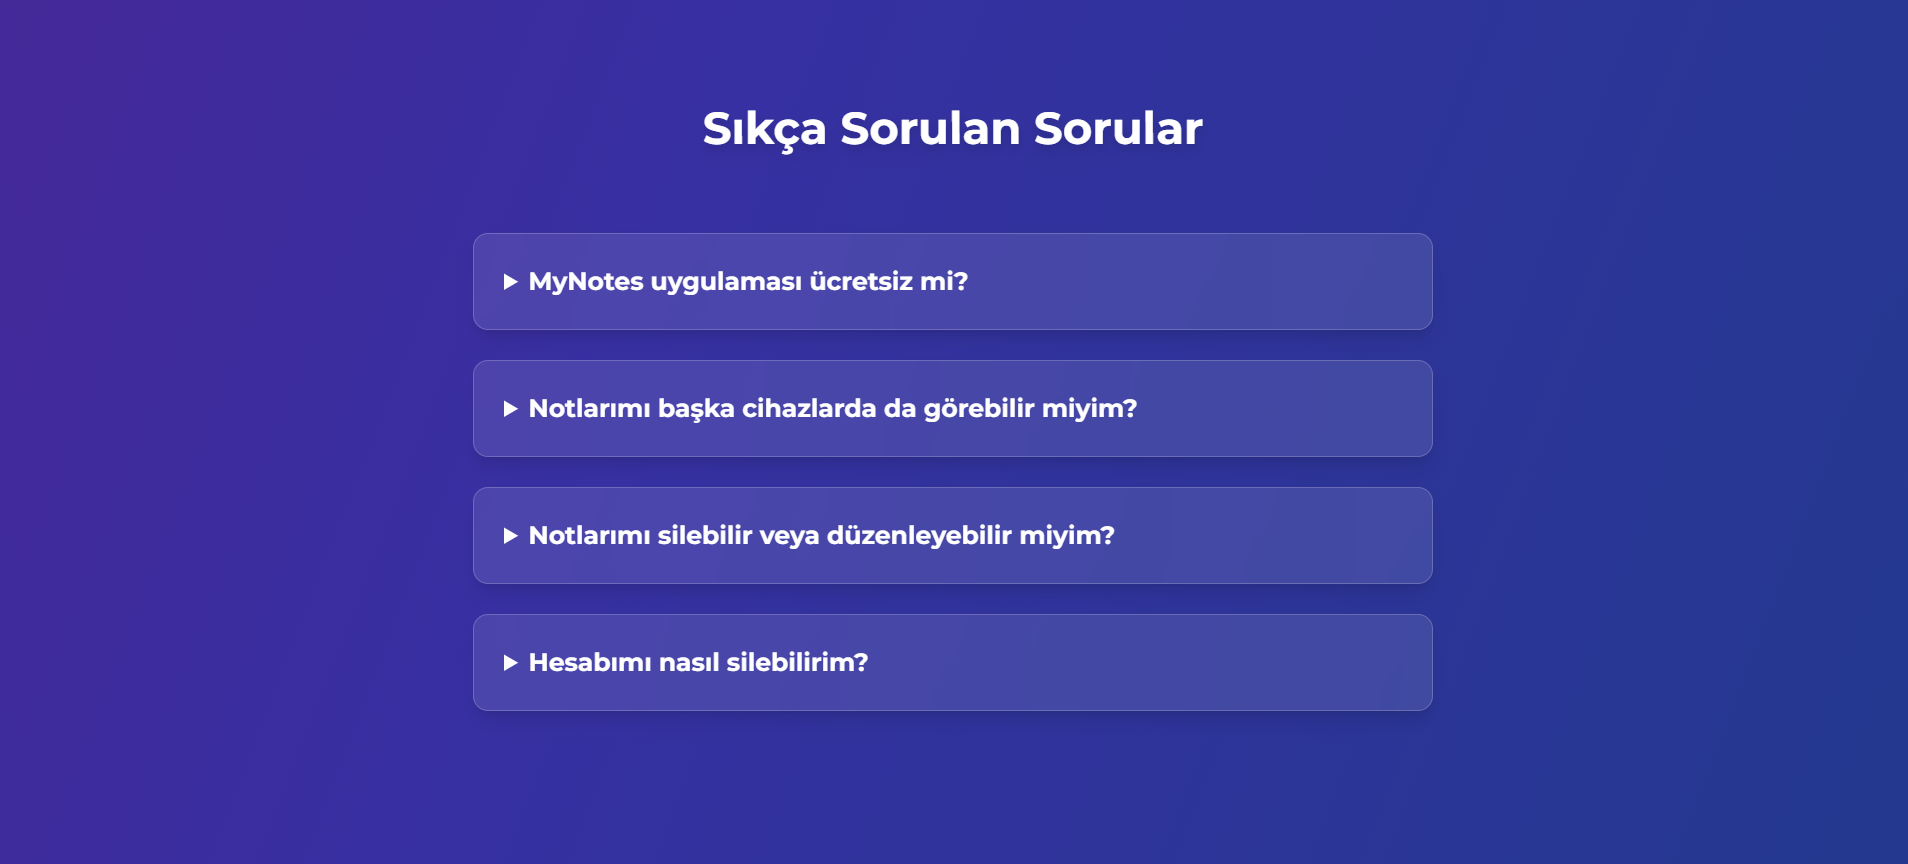 Sıkça Sorulan Sorular
MyNotes uygulaması ücretsiz mi?
Notlarımı başka cihazlarda da görebilir miyim?
Notlarımı silebilir veya düzenleyebilir miyim?
Hesabımı nasıl silebilirim?